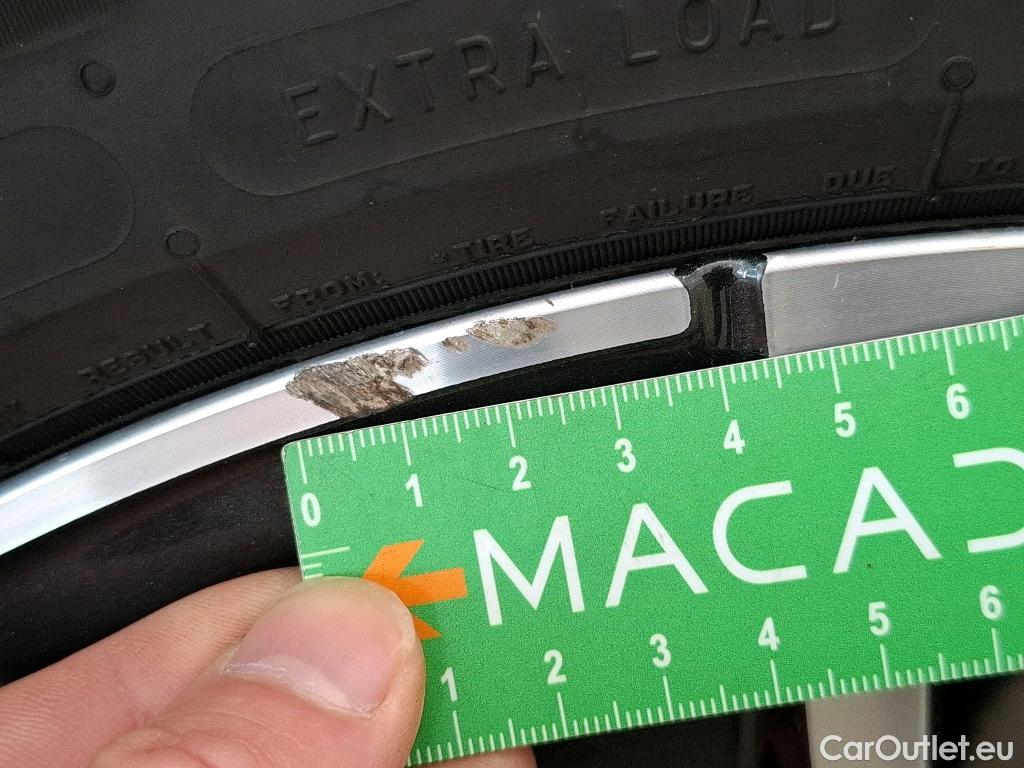 EXTRA LOAD
RESULT FROM: • TIRE FAILURE DUE TO
0 1 2 3 4 5 6
MACAD
1 2 3 4 5 6
CarOutlet.eu